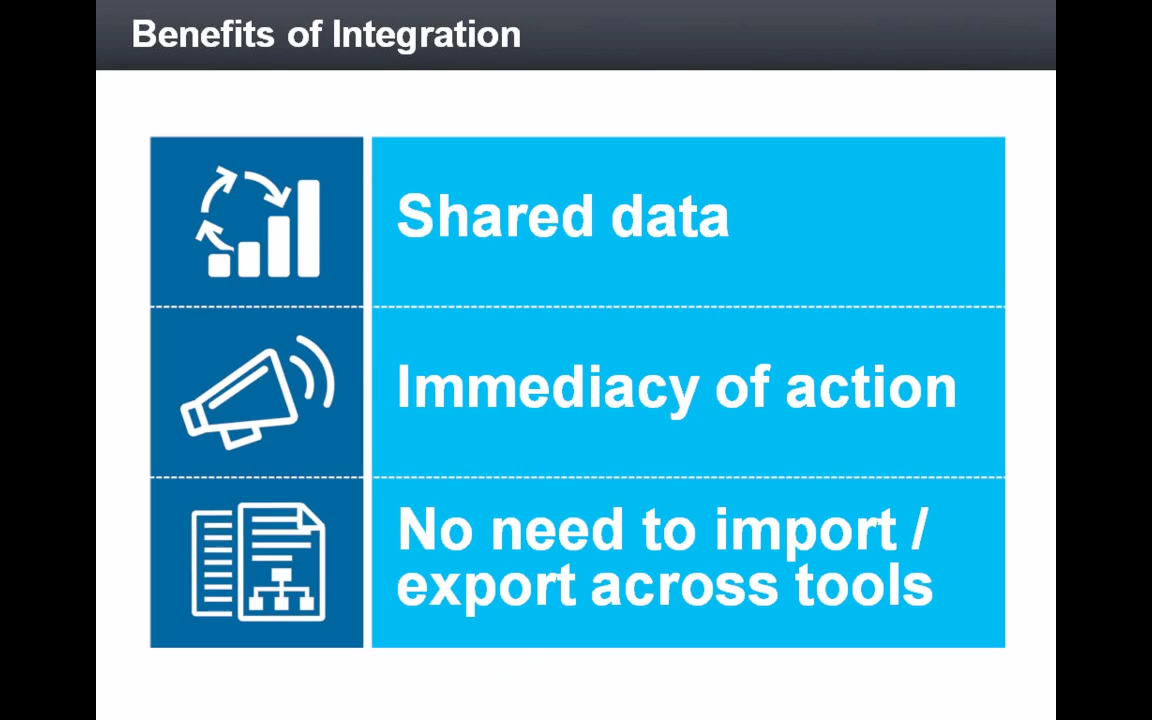 Benefits of Integration
Shared data
Immediacy of action
No need to import /
export across tools